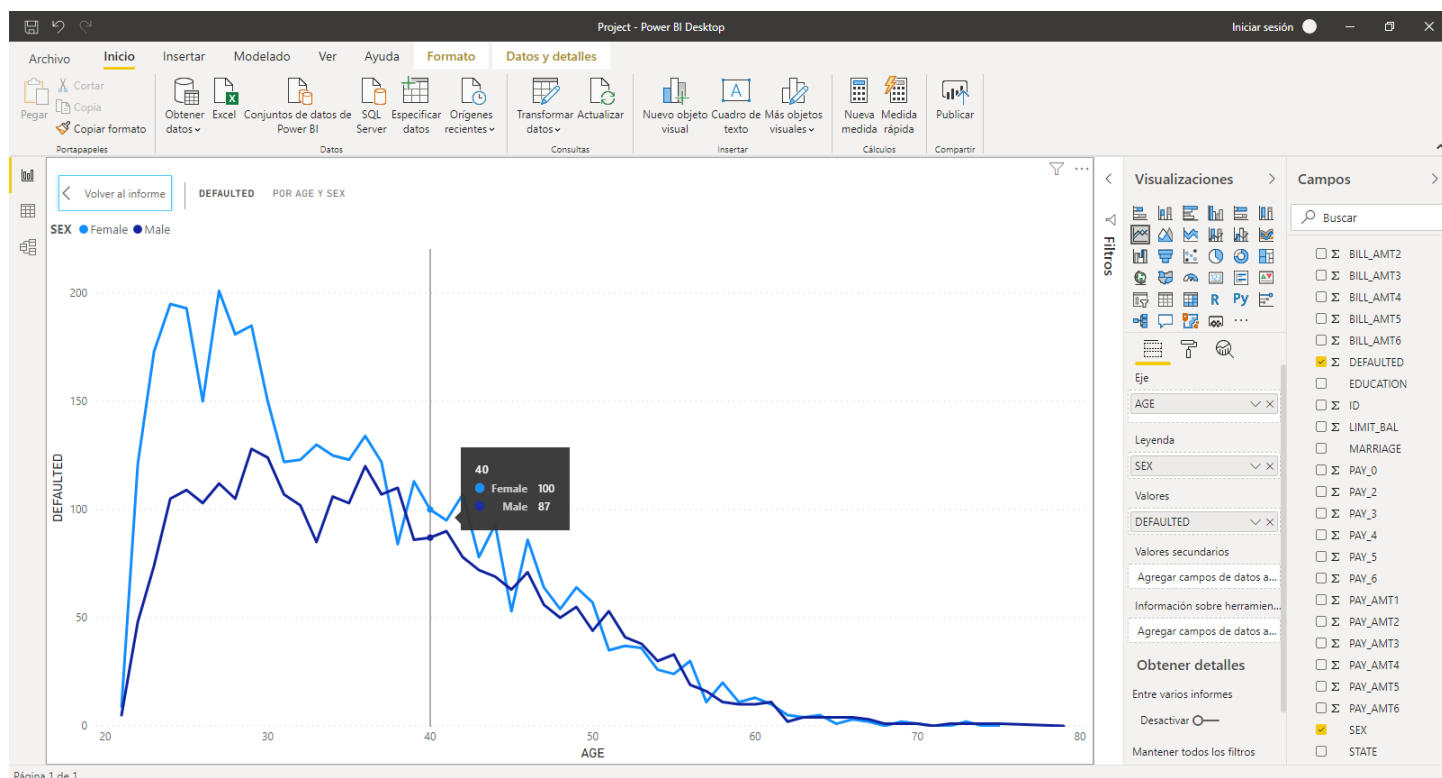 Project - Power BI Desktop
Iniciar sesión
Archivo Inicio Insertar Modelado Ver Ayuda Formato Datos y detalles
Pegar
Cortar
Copia
Copiar formato
Portapapeles
Obtener datos
Excel
Conjuntos de datos de Power BI
SQL Server
Especificar datos
Orígenes recientes
Datos
Transformar datos
Actualizar
Consultas
Nuevo objeto visual
Cuadro de texto
Más objetos visuales
Insertar
Nueva medida
Medida rápida
Cálculos
Publicar
Compartir
Volver al informe
DEFAULTED POR AGE Y SEX
SEX Female Male
DEFAULTED
200
150
100
50
0
20 30 40 50 60 70 80
AGE
40
Female 100
Male 87
Filtros
Visualizaciones
123
R Py
Eje
AGE
Leyenda
SEX
Valores
DEFAULTED
Valores secundarios
Agregar campos de datos a...
Información sobre herramien...
Agregar campos de datos a...
Obtener detalles
Entre varios informes
Desactivar
Mantener todos los filtros
Campos
Buscar
Σ BILL_AMT2
Σ BILL_AMT3
Σ BILL_AMT4
Σ BILL_AMT5
Σ BILL_AMT6
Σ DEFAULTED
EDUCATION
Σ ID
Σ LIMIT_BAL
MARRIAGE
Σ PAY_0
Σ PAY_2
Σ PAY_3
Σ PAY_4
Σ PAY_5
Σ PAY_6
Σ PAY_AMT1
Σ PAY_AMT2
Σ PAY_AMT3
Σ PAY_AMT4
Σ PAY_AMT5
Σ PAY_AMT6
SEX
STATE
Página 1 de 1